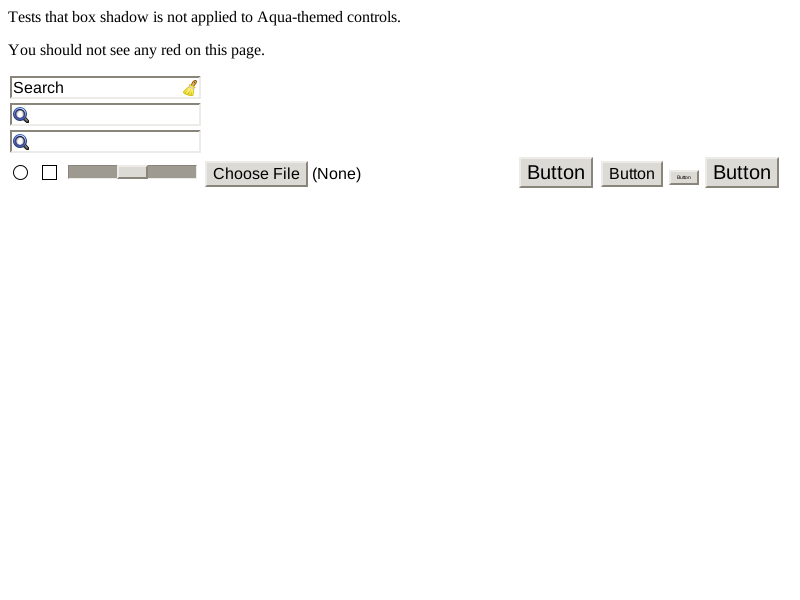 Tests that box shadow is not applied to Aqua-themed controls.
You should not see any red on this page.
Search
Choose File (None) Button Button Button Button